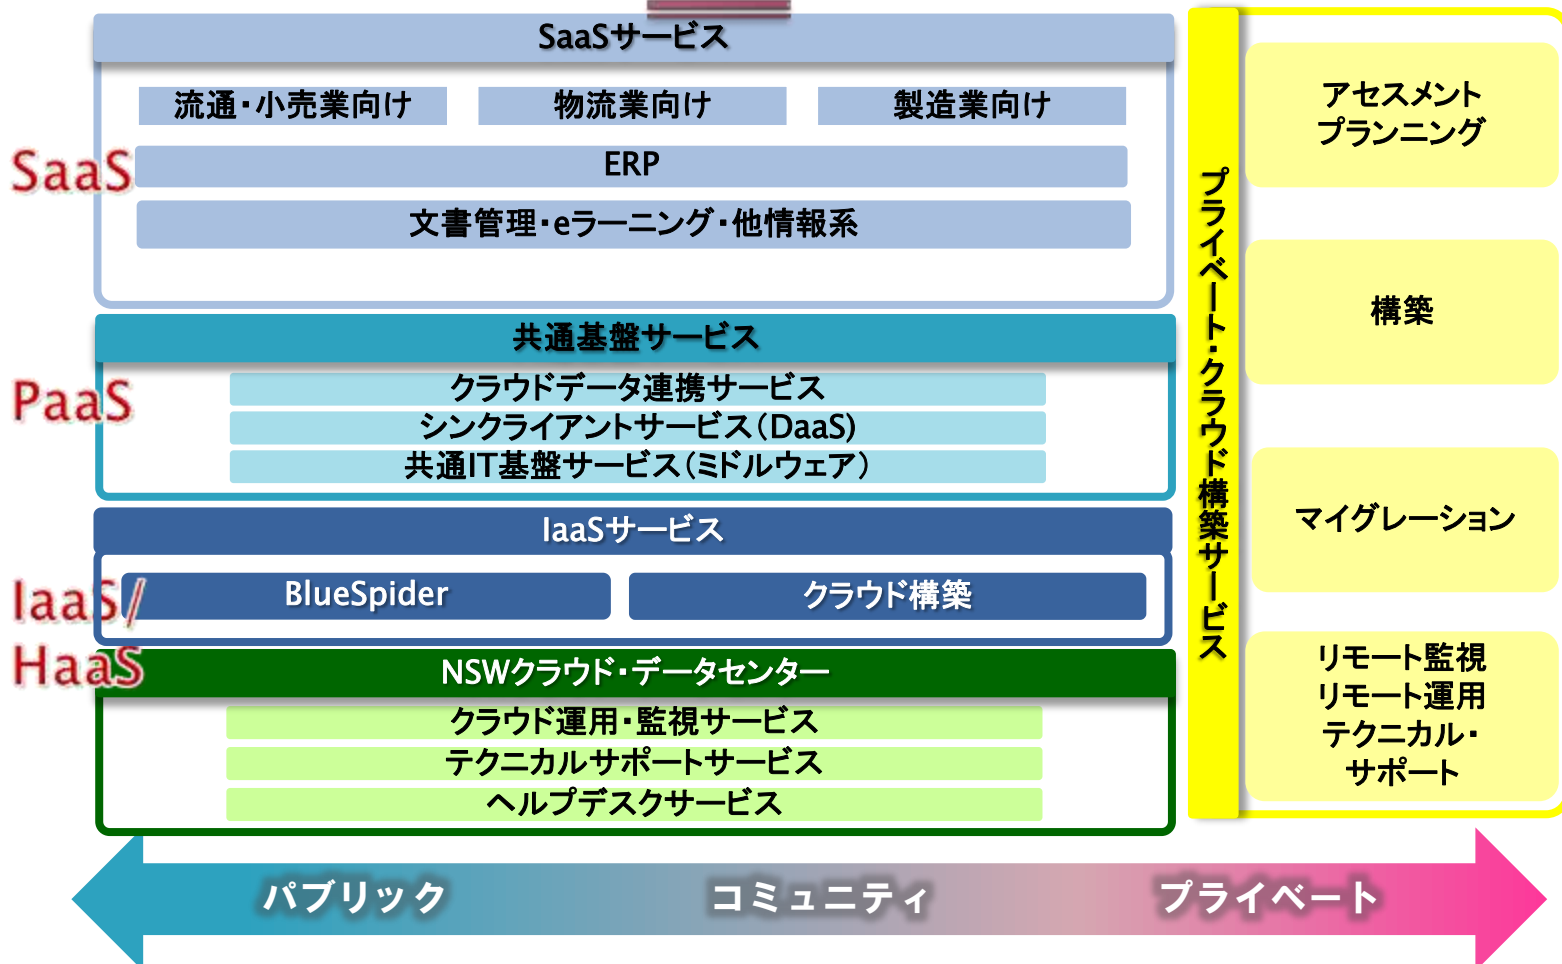 SaaSサービス
流通・小売業向け
物流業向け
製造業向け
SaaS
ERP
文書管理・eラーニング・他情報系
共通基盤サービス
PaaS
クラウドデータ連携サービス
シンクライアントサービス(DaaS)
共通IT基盤サービス(ミドルウェア)
IaaSサービス
IaaS/
HaaS
BlueSpider
クラウド構築
NSWクラウド・データセンター
クラウド運用・監視サービス
テクニカルサポートサービス
ヘルプデスクサービス
プライベート・クラウド構築サービス
アセスメント
プランニング
構築
マイグレーション
リモート監視
リモート運用
テクニカル・
サポート
パブリック
コミュニティ
プライベート